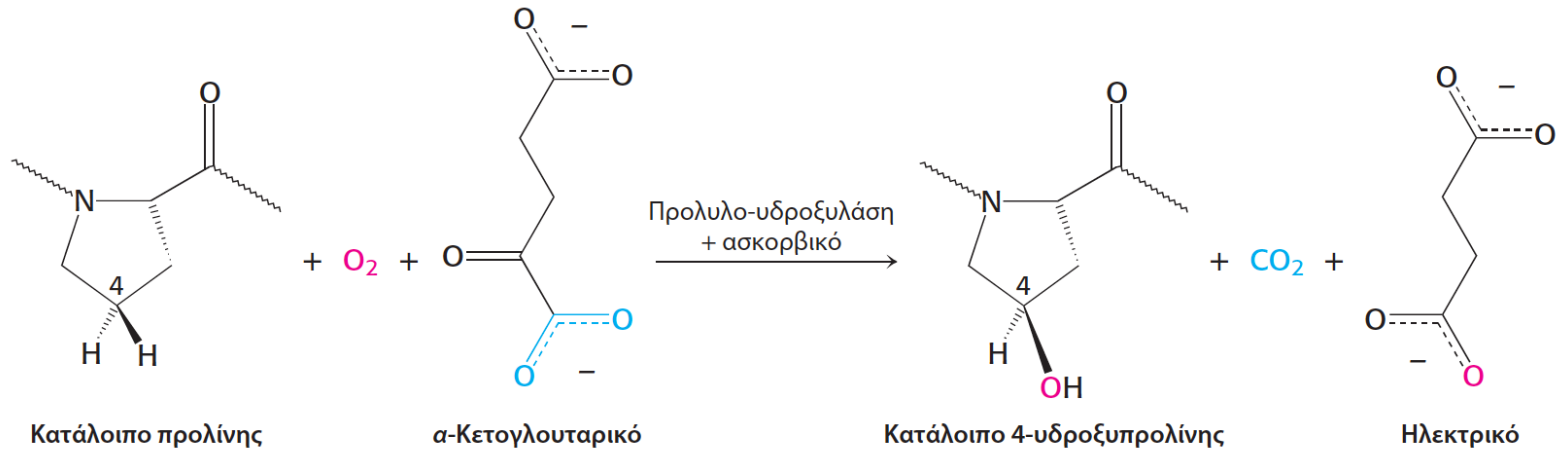 O
−
O
O
N
4
H
H
+ O₂ +
O
O
O
−
Προλυλο-υδροξυλάση
+ ασκορβικό
O
N
4
H
OH
+ CO₂ +
O
−
O
O
−
O
Κατάλοιπο προλίνης
α-Κετογλουταρικό
Κατάλοιπο 4-υδροξυπρολίνης
Ηλεκτρικό